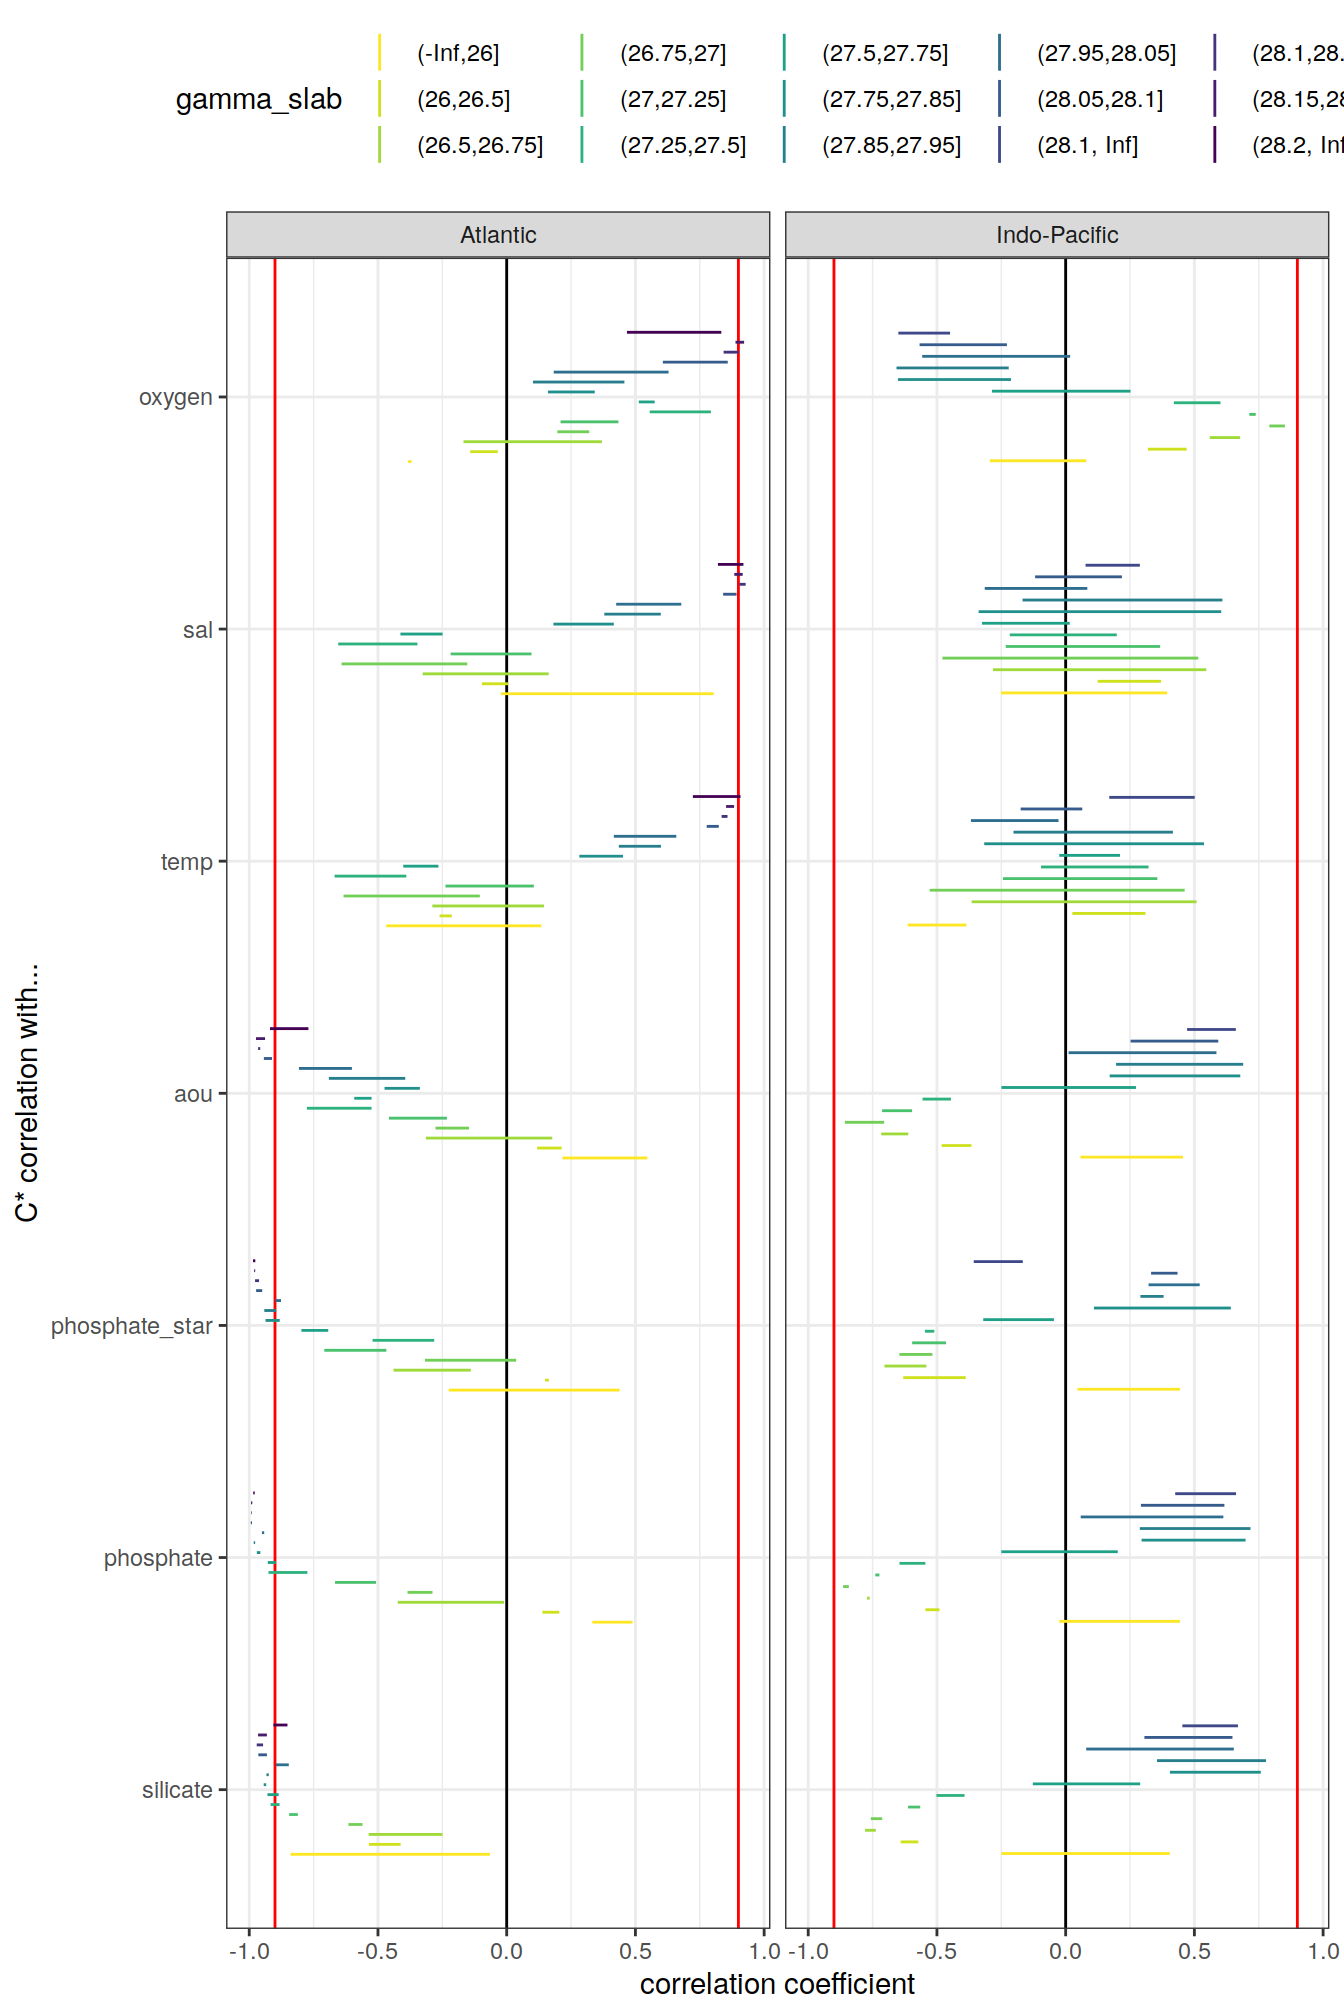 gamma_slab
(-Inf,26]
(26,26.5]
(26.5,26.75]
(26.75,27]
(27,27.25]
(27.25,27.5]
(27.5,27.75]
(27.75,27.85]
(27.85,27.95]
(27.95,28.05]
(28.05,28.1]
(28.1, Inf]
(28.1,28.
(28.15,28
(28.2, Inf
Atlantic
Indo-Pacific
C* correlation with...
oxygen
sal
temp
aou
phosphate_star
phosphate
silicate
-1.0 -0.5 0.0 0.5 1.0
-1.0 -0.5 0.0 0.5 1.0
correlation coefficient